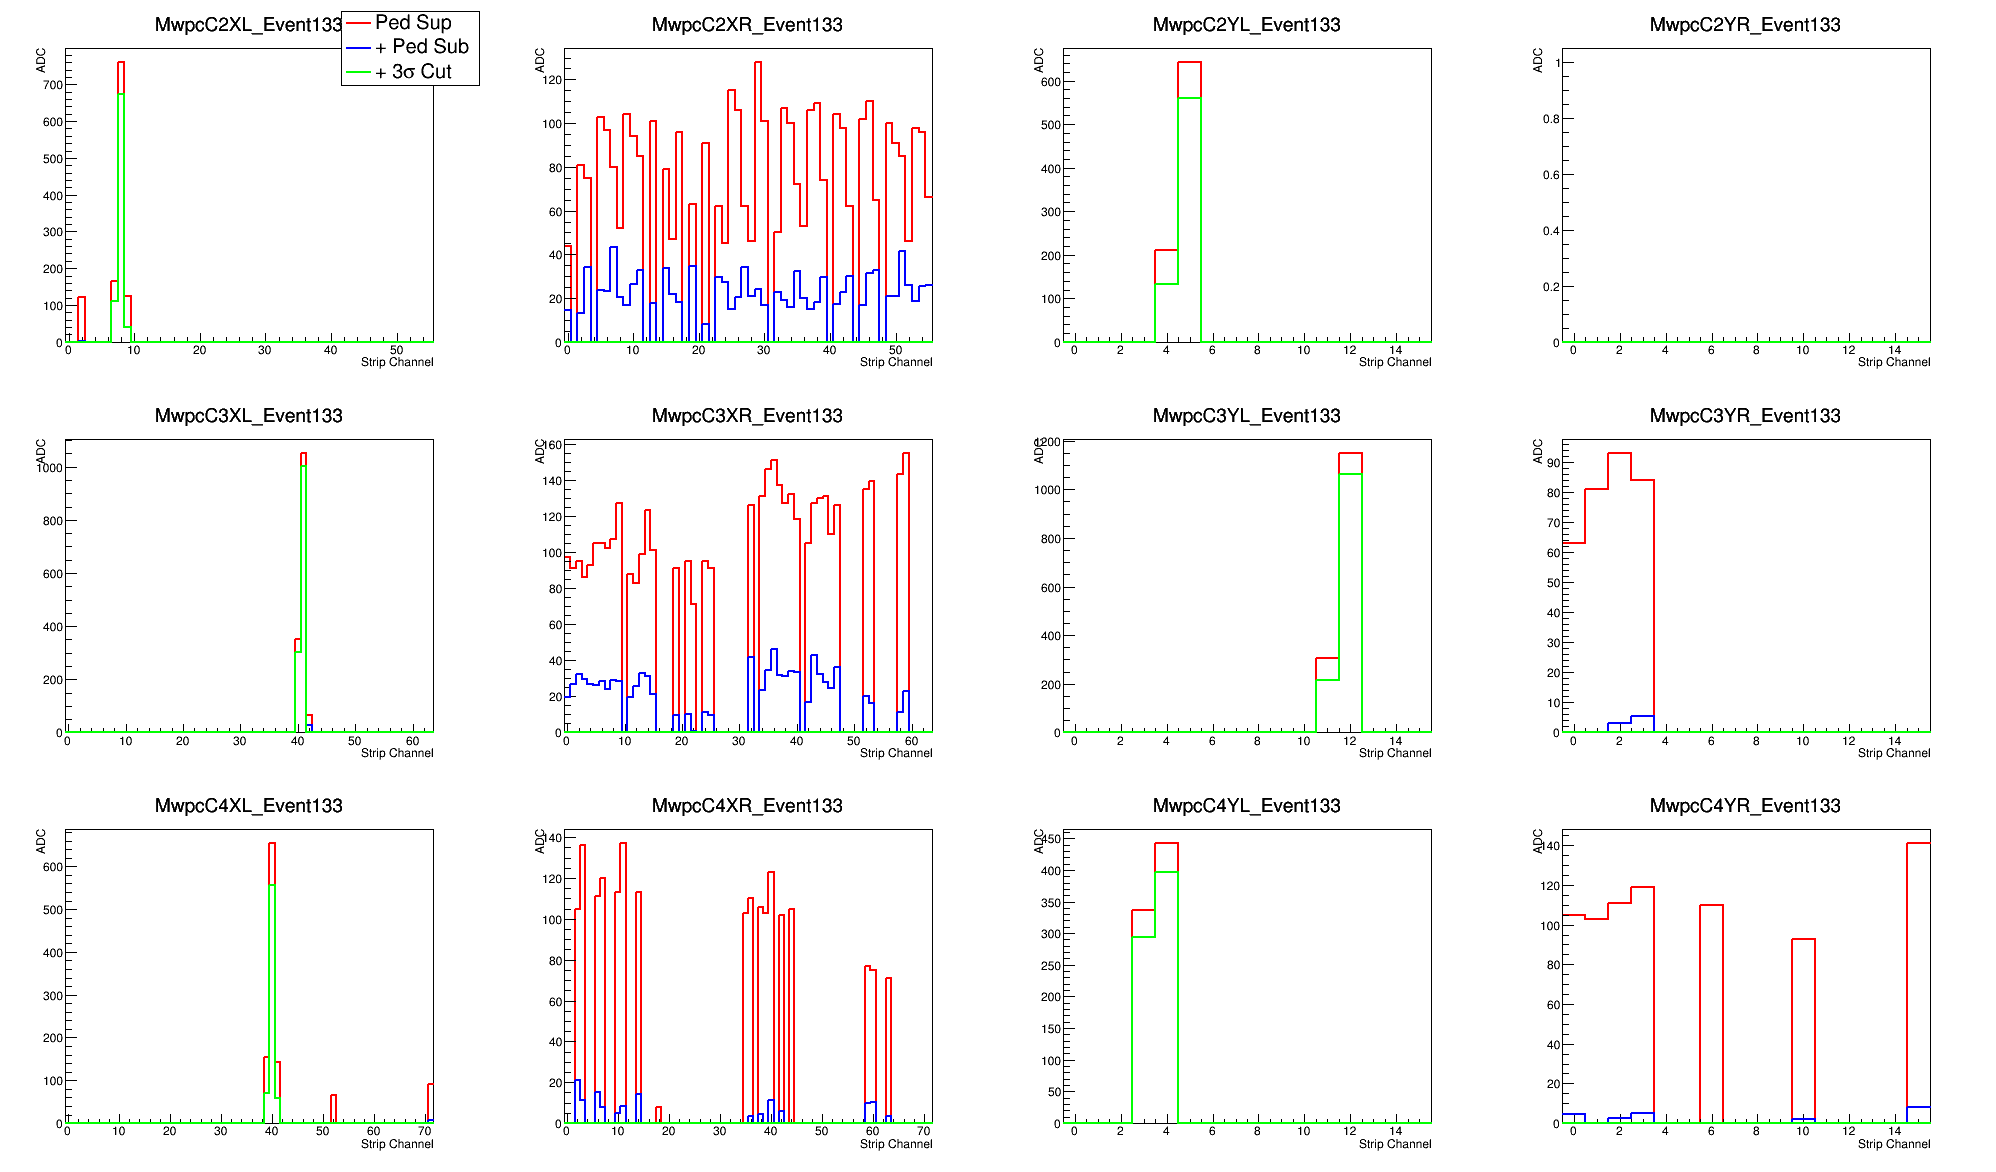 MwpcC2XL_Event133
Ped Sup
+ Ped Sub
+ 3σ Cut
ADC
700
600
500
400
300
200
100
0
0 10 20 30 40 50
Strip Channel
MwpcC2XR_Event133
ADC
120
100
80
60
40
20
0
0 10 20 30 40 50
Strip Channel
MwpcC2YL_Event133
ADC
600
500
400
300
200
100
0
0 2 4 6 8 10 12 14
Strip Channel
MwpcC2YR_Event133
ADC
1
0.8
0.6
0.4
0.2
0
0 2 4 6 8 10 12 14
Strip Channel
MwpcC3XL_Event133
ADC
1000
800
600
400
200
0
0 10 20 30 40 50 60
Strip Channel
MwpcC3XR_Event133
ADC
160
140
120
100
80
60
40
20
0
0 10 20 30 40 50 60
Strip Channel
MwpcC3YL_Event133
ADC
1200
1000
800
600
400
200
0
0 2 4 6 8 10 12 14
Strip Channel
MwpcC3YR_Event133
ADC
90
80
70
60
50
40
30
20
10
0
0 2 4 6 8 10 12 14
Strip Channel
MwpcC4XL_Event133
ADC
600
500
400
300
200
100
0
0 10 20 30 40 50 60 70
Strip Channel
MwpcC4XR_Event133
ADC
140
120
100
80
60
40
20
0
0 10 20 30 40 50 60 70
Strip Channel
MwpcC4YL_Event133
ADC
450
400
350
300
250
200
150
100
50
0
0 2 4 6 8 10 12 14
Strip Channel
MwpcC4YR_Event133
ADC
140
120
100
80
60
40
20
0
0 2 4 6 8 10 12 14
Strip Channel